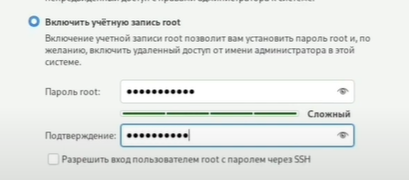 Включить учётную запись root
Включение учетной записи root позволит вам установить пароль root и, по
желанию, включить удаленный доступ от имени администратора в этой
системе.
Пароль root: •••••••••••
Сложный
Подтверждение: ••••••••••
Разрешить вход пользователем root с паролем через SSH